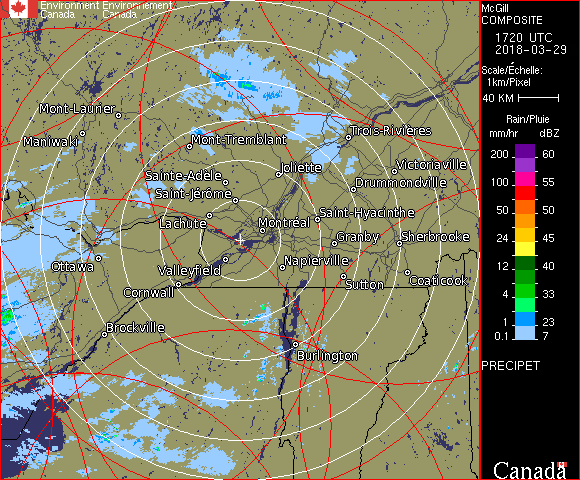 Environment Environnement
Canada Canada
McGill
COMPOSITE
1720 UTC
2018-03-29
Scale/Échelle:
1km/Pixel
40 KM
Rain/Pluie
mm/hr dBZ
200 60
100 55
50 50
24 45
12 40
4 33
1 23
0.1 7
PRECIPET
Canada
Mont-Laurier
Maniwaki
Mont-Tremblant
Trois-Rivières
Joliette
Victoriaville
Sainte-Adèle
Drummondville
Saint-Jérôme
Lachute
Saint-Hyacinthe
Montréal
Granby
Sherbrooke
Ottawa
Valleyfield
Napierville
Coaticook
Cornwall
Sutton
Brockville
Burlington